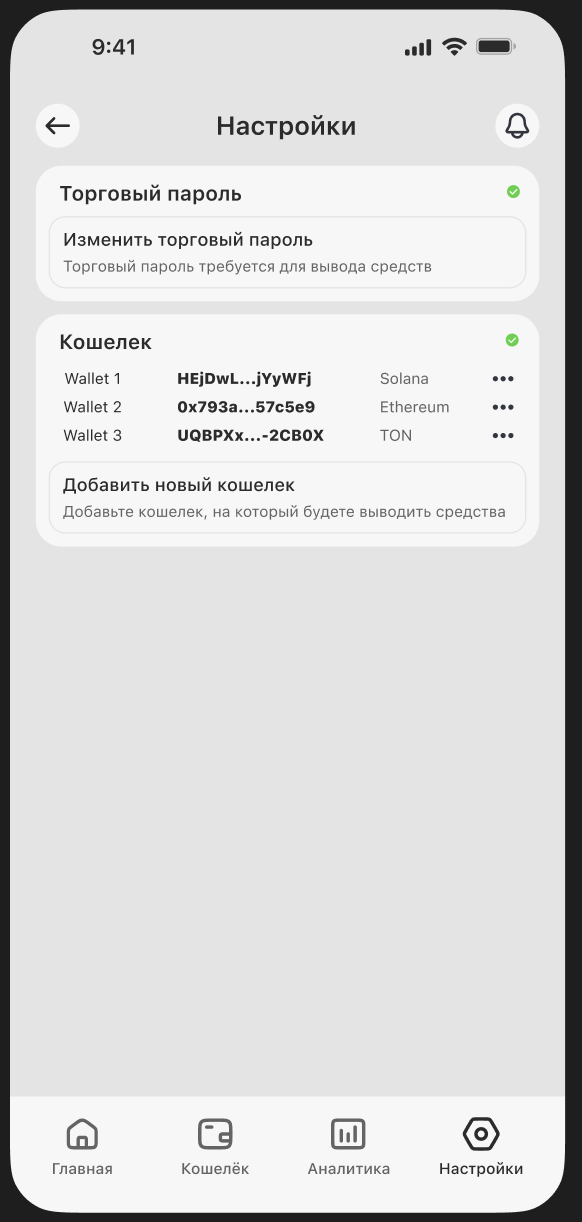 9:41
Настройки
Торговый пароль
Изменить торговый пароль
Торговый пароль требуется для вывода средств
Кошелек
Wallet 1 HEjDwL...jYyWFj Solana •••
Wallet 2 0x793a...57c5e9 Ethereum •••
Wallet 3 UQBPXx...-2CB0X TON •••
Добавить новый кошелек
Добавьте кошелек, на который будете выводить средства
Главная Кошелёк Аналитика Настройки